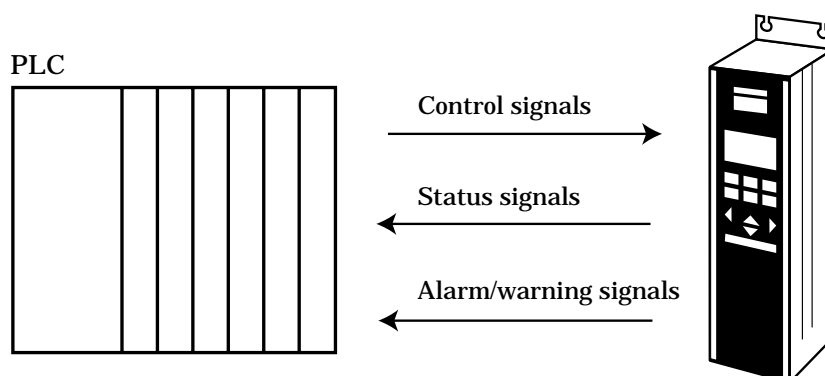 PLC
Control signals
Status signals
Alarm/warning signals